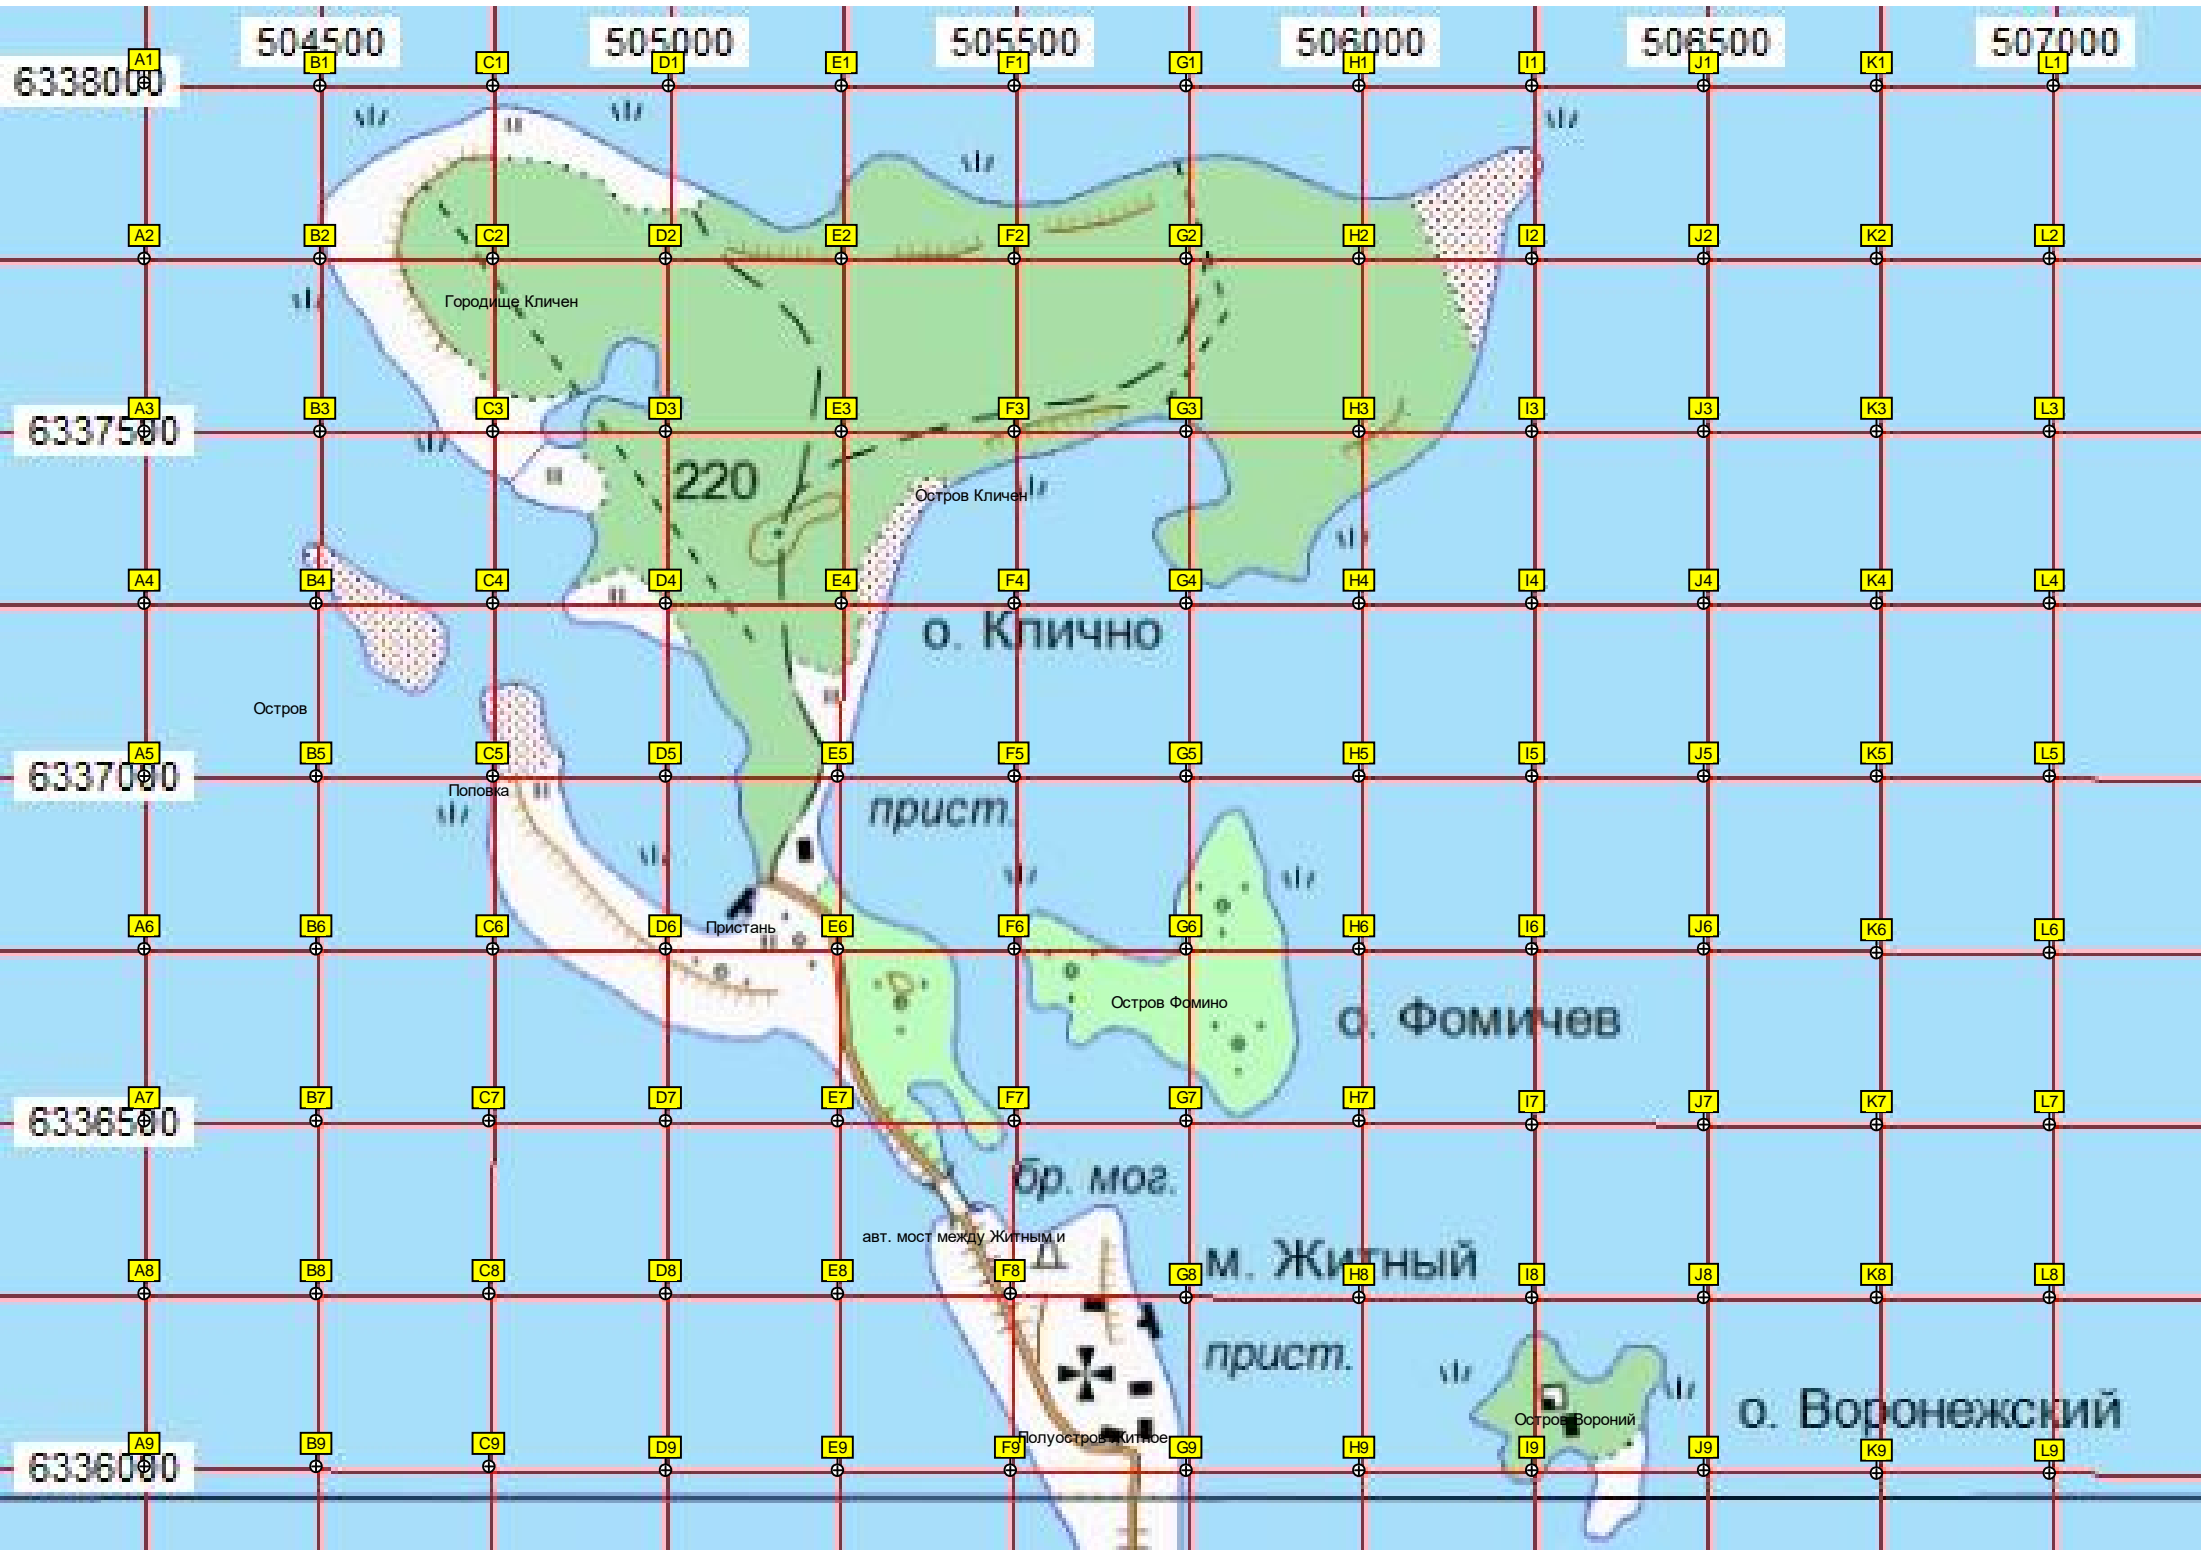 504500 505000 505500 506000 506500 507000
A1 B1 C1 D1 E1 F1 G1 H1 I1 J1 K1 L1
6338000
A2 B2 C2 D2 E2 F2 G2 H2 I2 J2 K2 L2
Городище Кличен
A3 B3 C3 D3 E3 F3 G3 H3 I3 J3 K3 L3
6337500
220
Остров Кличен
A4 B4 C4 D4 E4 F4 G4 H4 I4 J4 K4 L4
о. Клично
Остров
A5 B5 C5 D5 E5 F5 G5 H5 I5 J5 K5 L5
6337000
Поповка
прист.
A6 B6 C6 D6 E6 F6 G6 H6 I6 J6 K6 L6
Пристань
Остров Фомино
о. Фомичев
A7 B7 C7 D7 E7 F7 G7 H7 I7 J7 K7 L7
6336500
бр. мог.
авт. мост между Житным и
м. Житный
A8 B8 C8 D8 E8 F8 G8 H8 I8 J8 K8 L8
прист.
Остров Вороний
о. Воронежский
Полуостров Житное
A9 B9 C9 D9 E9 F9 G9 H9 I9 J9 K9 L9
6336000